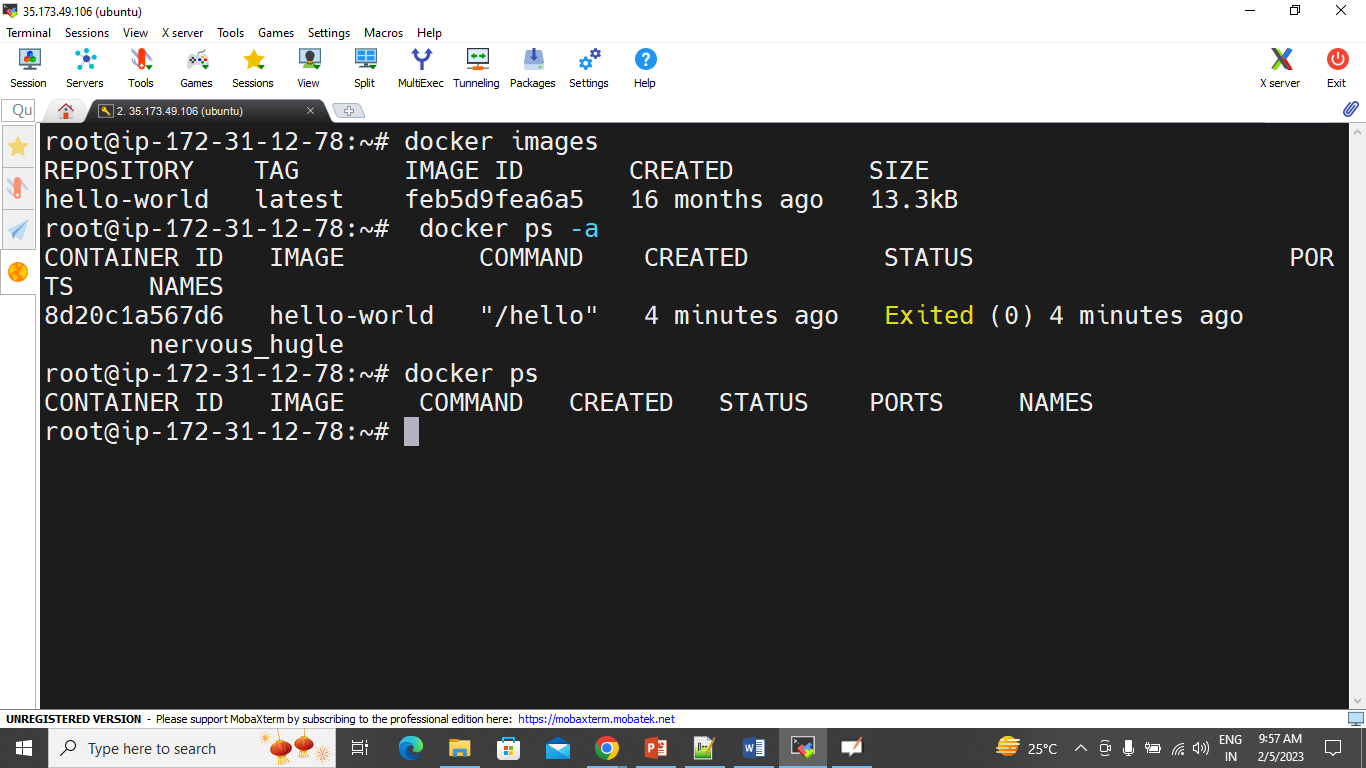 35.173.49.106 (ubuntu)
Terminal Sessions View X server Tools Games Settings Macros Help
Session Servers Tools Games Sessions View Split MultiExec Tunneling Packages Settings Help X server Exit
Qu 2. 35.173.49.106 (ubuntu)
root@ip-172-31-12-78:~# docker images
REPOSITORY    TAG       IMAGE ID       CREATED         SIZE
hello-world   latest    feb5d9fea6a5   16 months ago   13.3kB
root@ip-172-31-12-78:~#  docker ps -a
CONTAINER ID   IMAGE         COMMAND    CREATED         STATUS                     POR
TS      NAMES
8d20c1a567d6   hello-world   "/hello"   4 minutes ago   Exited (0) 4 minutes ago
       nervous_hugle
root@ip-172-31-12-78:~# docker ps
CONTAINER ID   IMAGE     COMMAND   CREATED   STATUS    PORTS     NAMES
root@ip-172-31-12-78:~#
UNREGISTERED VERSION - Please support MobaXterm by subscribing to the professional edition here: https://mobaxterm.mobatek.net
Type here to search 25°C ENG 9:57 AM
IN 2/5/2023